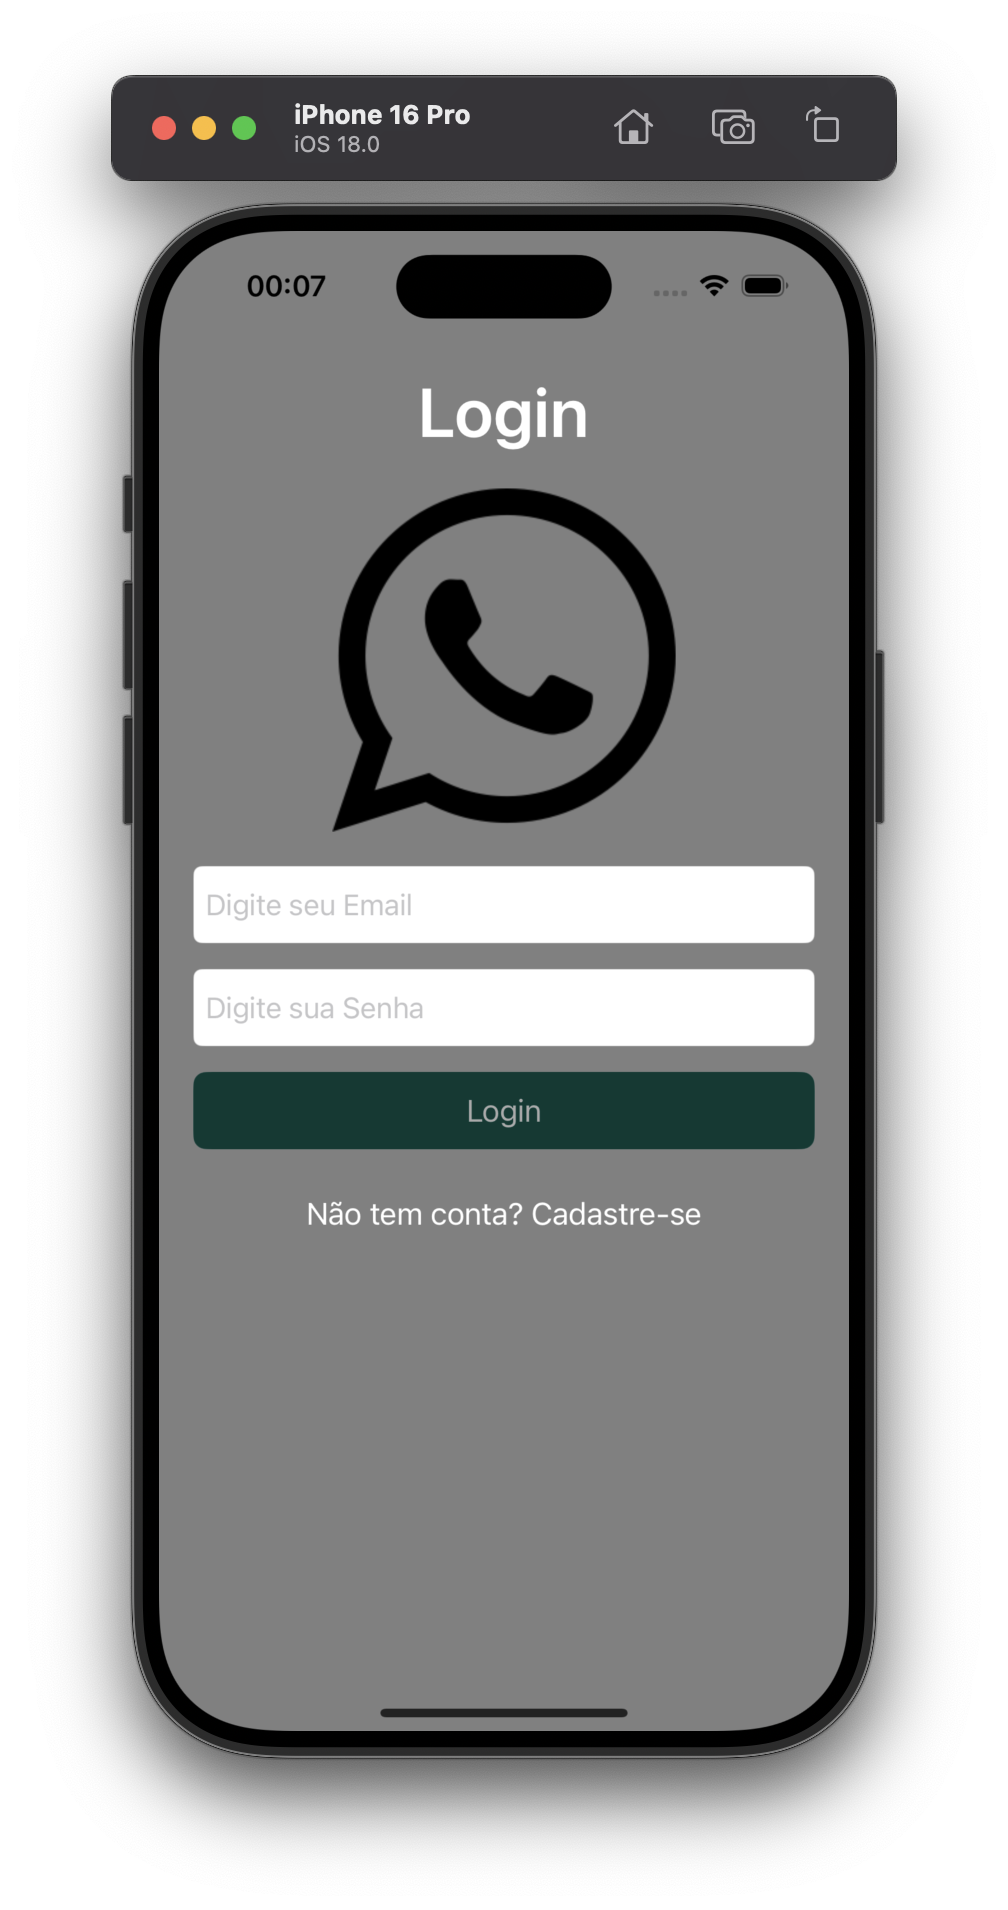 iPhone 16 Pro
iOS 18.0
00:07
Login
Digite seu Email
Digite sua Senha
Login
Não tem conta? Cadastre-se